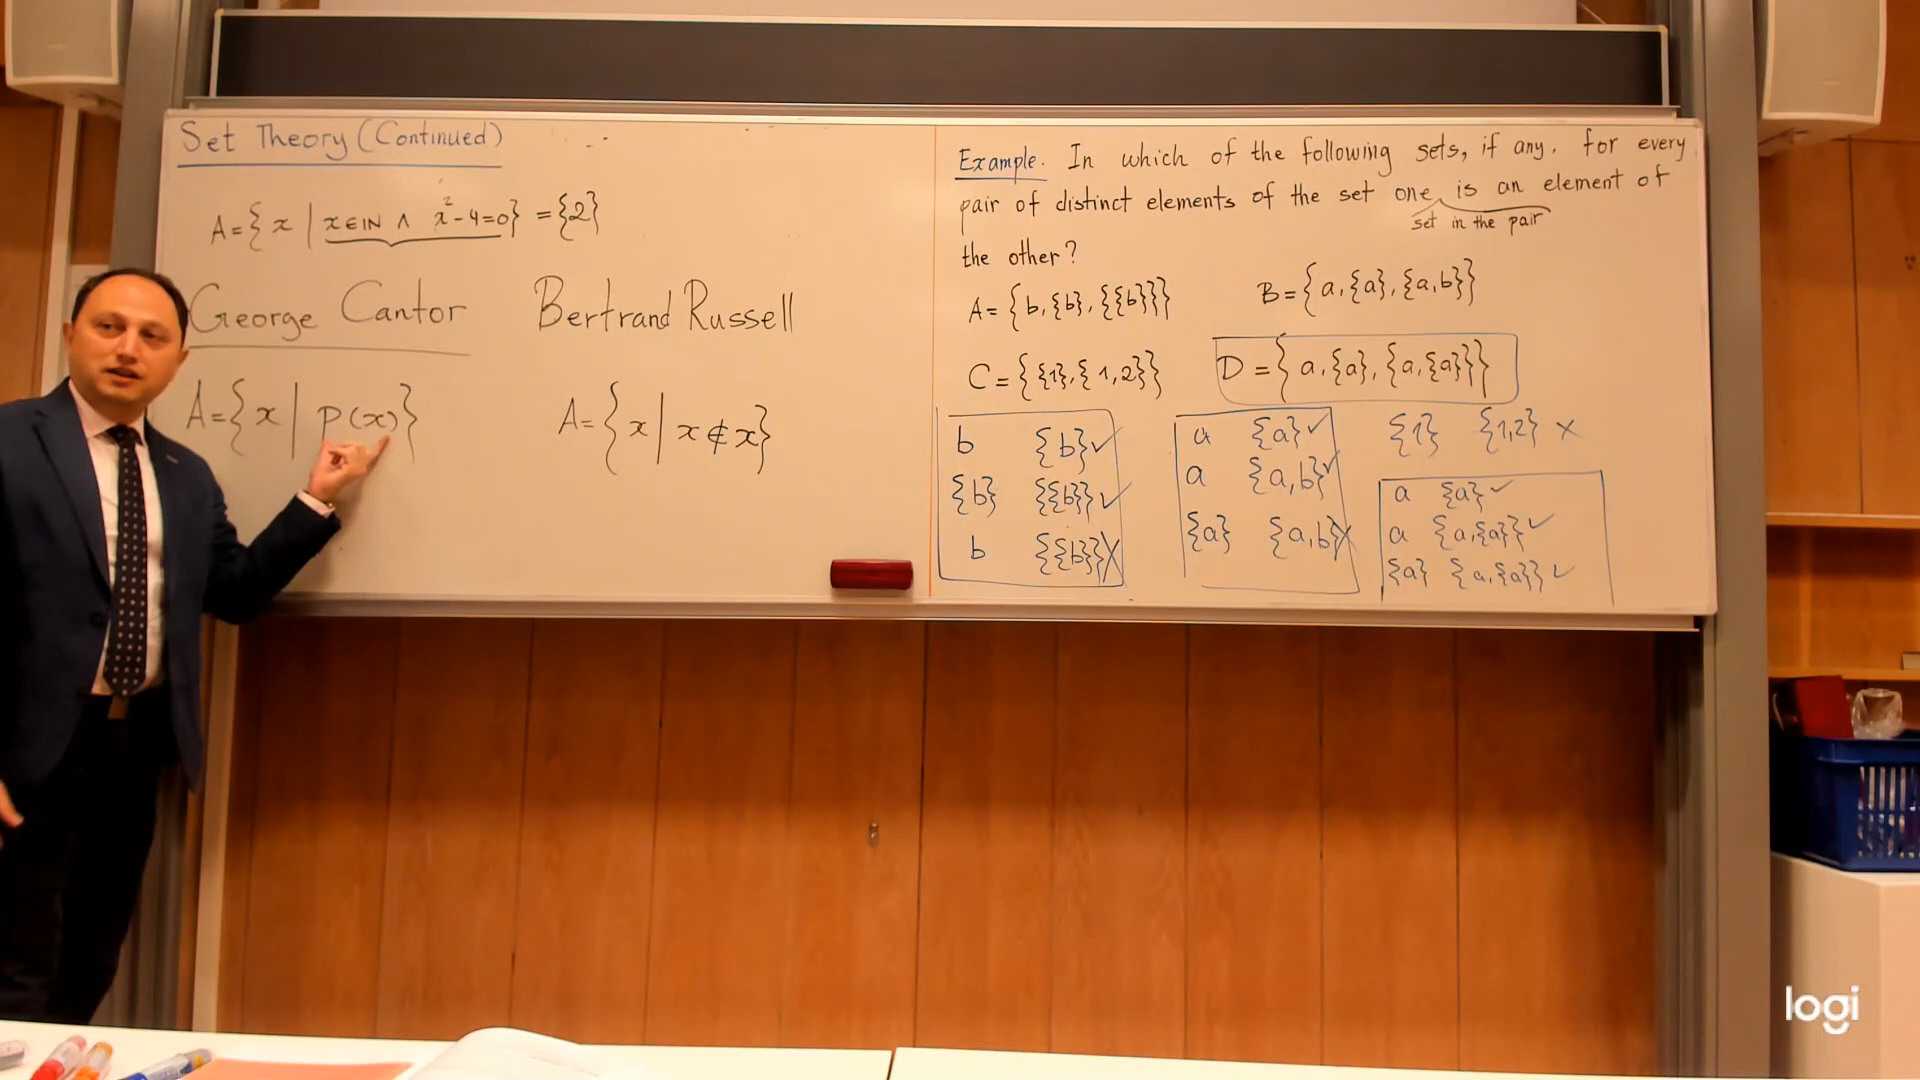 Set Theory (Continued)
A={ x | x∈IN ∧ x²-4=0} = {2}
George Cantor
Bertrand Russell
A={ x | P(x)}
A={ x | x∉x}
Example. In which of the following sets, if any, for every
pair of distinct elements of the set one is an element of
set in the pair
the other?
A= {b, {b}, {{b}}}
B={a, {a}, {a,b}}
C= {{1}, {1,2}}
D = { a, {a}, {a, {a}}}
b {b} ✓
{b} {{b}} ✓
b {{b}} X
a {a} ✓
a {a,b} ✓
{a} {a,b} X
{1} {1,2} ×
a {a} ✓
a {a,{a}} ✓
{a} {a,{a}} ✓
logi